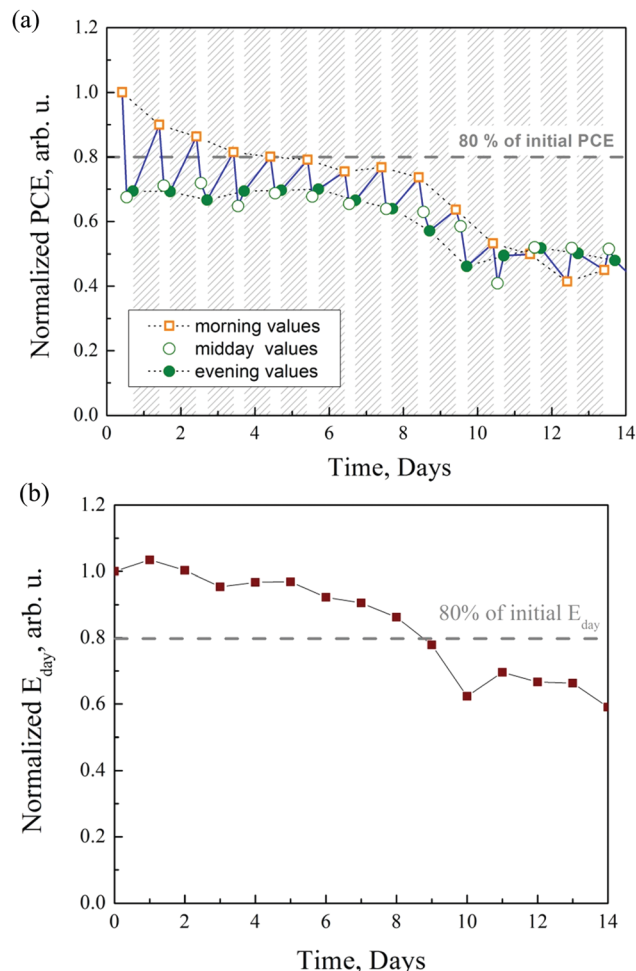 (a)
1.2
1.0
0.8
0.6
0.4
0.2
0.0
Normalized PCE, arb. u.
80 % of initial PCE
morning values
midday values
evening values
0 2 4 6 8 10 12 14
Time, Days
(b)
1.2
1.0
0.8
0.6
0.4
0.2
0.0
Normalized E_day, arb. u.
80% of initial E_day
0 2 4 6 8 10 12 14
Time, Days